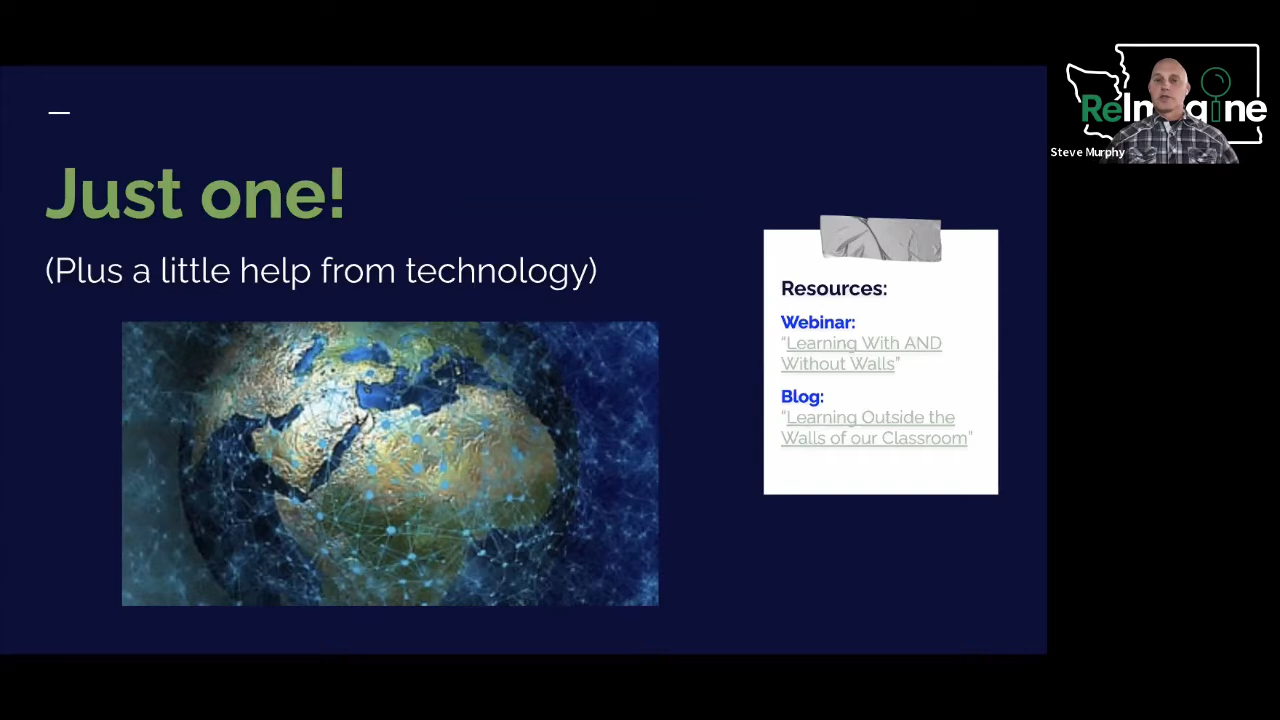 Just one!
(Plus a little help from technology)
Resources:
Webinar:
“Learning With AND
Without Walls”
Blog:
“Learning Outside the
Walls of our Classroom”
ReImagine
Steve Murphy